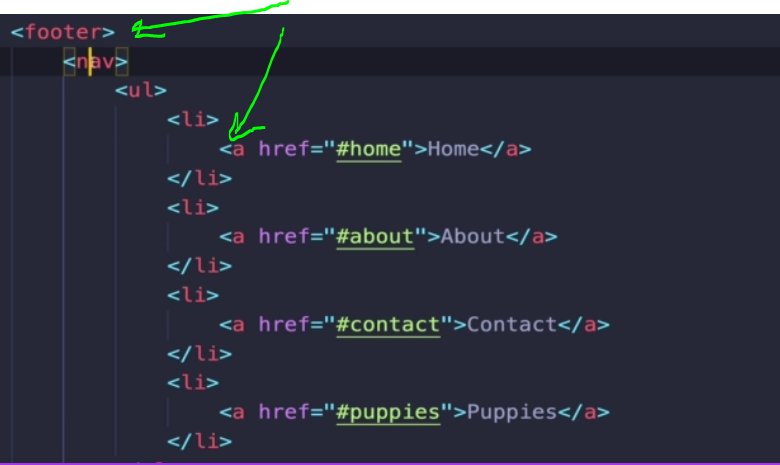 <footer>
<nav>
<ul>
<li>
<a href="#home">Home</a>
</li>
<li>
<a href="#about">About</a>
</li>
<li>
<a href="#contact">Contact</a>
</li>
<li>
<a href="#puppies">Puppies</a>
</li>